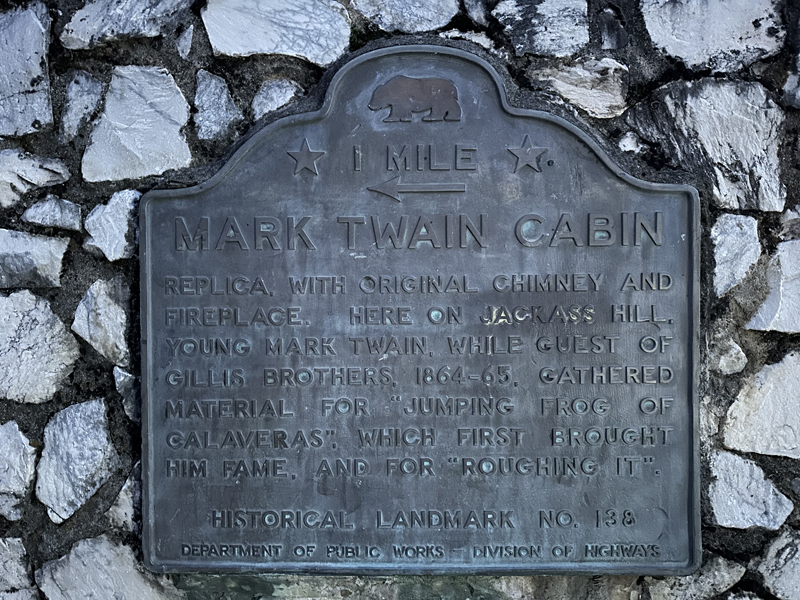 1 MILE
MARK TWAIN CABIN
REPLICA, WITH ORIGINAL CHIMNEY AND
FIREPLACE. HERE ON JACKASS HILL,
YOUNG MARK TWAIN, WHILE GUEST OF
GILLIS BROTHERS, 1864-65, GATHERED
MATERIAL FOR "JUMPING FROG OF
CALAVERAS", WHICH FIRST BROUGHT
HIM FAME, AND FOR "ROUGHING IT".
HISTORICAL LANDMARK NO. 138
DEPARTMENT OF PUBLIC WORKS — DIVISION OF HIGHWAYS